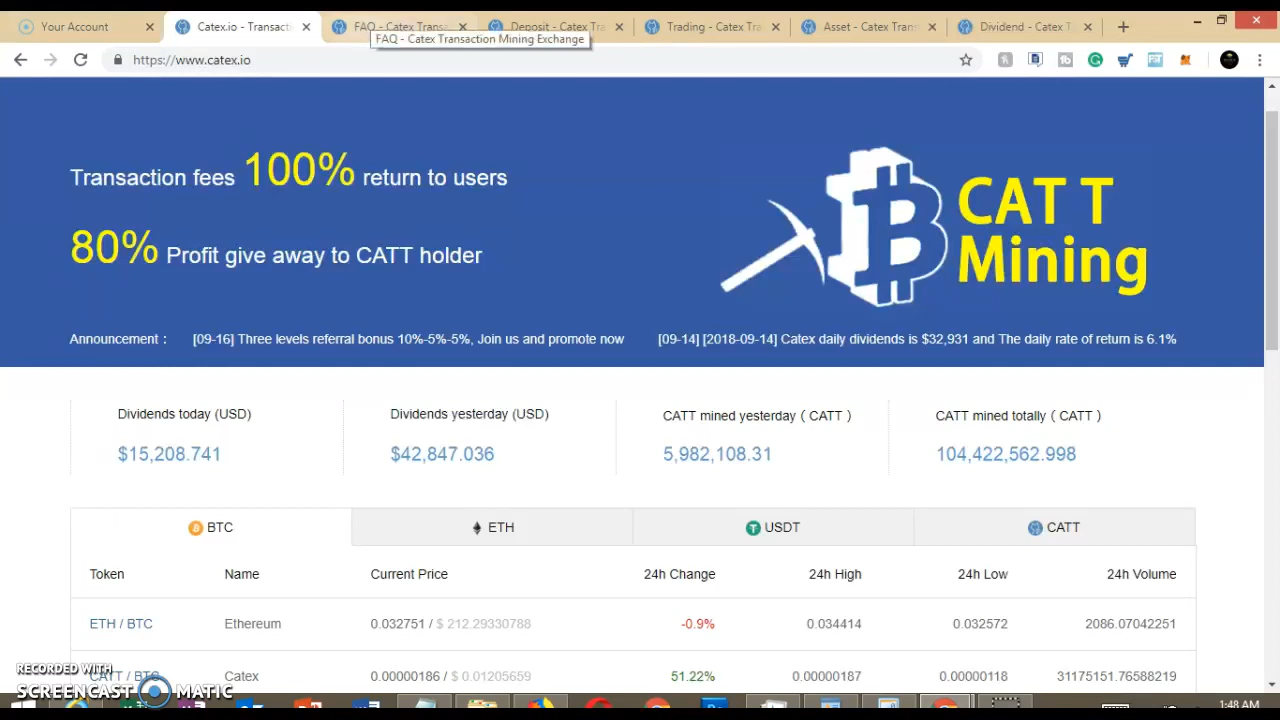 Your Account
Catex.io - Transact
FAQ - Catex Transa
Deposit - Catex Tra
Trading - Catex Tra
Asset - Catex Trans
Dividend - Catex T
FAQ - Catex Transaction Mining Exchange
https://www.catex.io
Transaction fees 100% return to users
80% Profit give away to CATT holder
CAT T
Mining
Announcement : [09-16] Three levels referral bonus 10%-5%-5%, Join us and promote now [09-14] [2018-09-14] Catex daily dividends is $32,931 and The daily rate of return is 6.1%
Dividends today (USD) Dividends yesterday (USD) CATT mined yesterday ( CATT ) CATT mined totally ( CATT )
$15,208.741 $42,847.036 5,982,108.31 104,422,562.998
BTC ETH USDT CATT
Token Name Current Price 24h Change 24h High 24h Low 24h Volume
ETH / BTC Ethereum 0.032751 / $ 212.29330788 -0.9% 0.034414 0.032572 2086.07042251
CATT / BTC Catex 0.00000186 / $ 0.01205659 51.22% 0.00000187 0.00000118 31175151.76588219
RECORDED WITH
SCREENCAST MATIC
1:48 AM